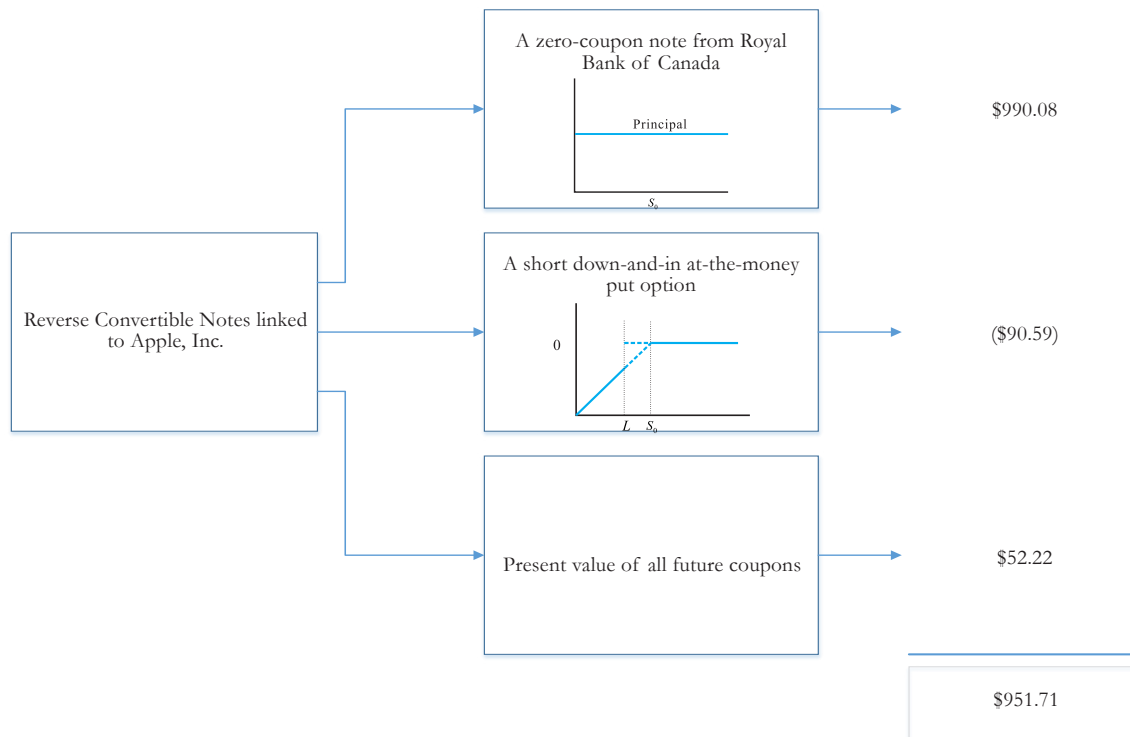 A zero-coupon note from Royal
Bank of Canada
Principal
S₀
$990.08
Reverse Convertible Notes linked
to Apple, Inc.
A short down-and-in at-the-money
put option
0
L S₀
($90.59)
Present value of all future coupons
$52.22
$951.71